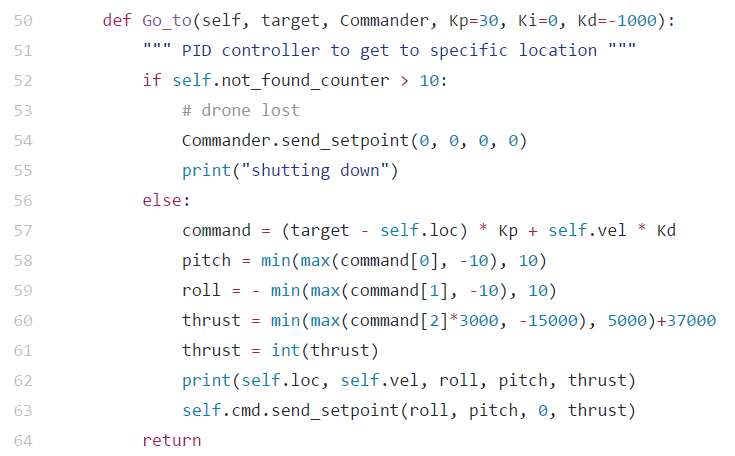 50 def Go_to(self, target, Commander, Kp=30, Ki=0, Kd=-1000):
51 """ PID controller to get to specific location """
52 if self.not_found_counter > 10:
53 # drone lost
54 Commander.send_setpoint(0, 0, 0, 0)
55 print("shutting down")
56 else:
57 command = (target - self.loc) * Kp + self.vel * Kd
58 pitch = min(max(command[0], -10), 10)
59 roll = - min(max(command[1], -10), 10)
60 thrust = min(max(command[2]*3000, -15000), 5000)+37000
61 thrust = int(thrust)
62 print(self.loc, self.vel, roll, pitch, thrust)
63 self.cmd.send_setpoint(roll, pitch, 0, thrust)
64 return